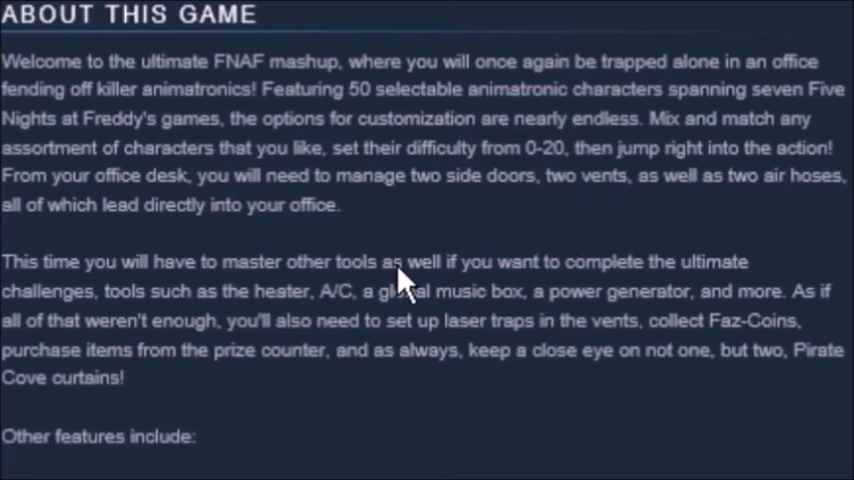 ABOUT THIS GAME
Welcome to the ultimate FNAF mashup, where you will once again be trapped alone in an office
fending off killer animatronics! Featuring 50 selectable animatronic characters spanning seven Five
Nights at Freddy's games, the options for customization are nearly endless. Mix and match any
assortment of characters that you like, set their difficulty from 0-20, then jump right into the action!
From your office desk, you will need to manage two side doors, two vents, as well as two air hoses,
all of which lead directly into your office.
This time you will have to master other tools as well if you want to complete the ultimate
challenges, tools such as the heater, A/C, a global music box, a power generator, and more. As if
all of that weren't enough, you'll also need to set up laser traps in the vents, collect Faz-Coins,
purchase items from the prize counter, and as always, keep a close eye on not one, but two, Pirate
Cove curtains!
Other features include: